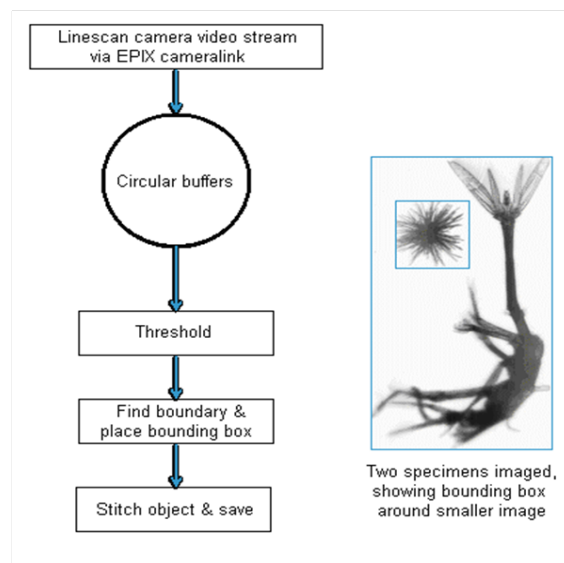 Linescan camera video stream
via EPIX cameralink
Circular buffers
Threshold
Find boundary &
place bounding box
Stitch object & save
Two specimens imaged,
showing bounding box
around smaller image